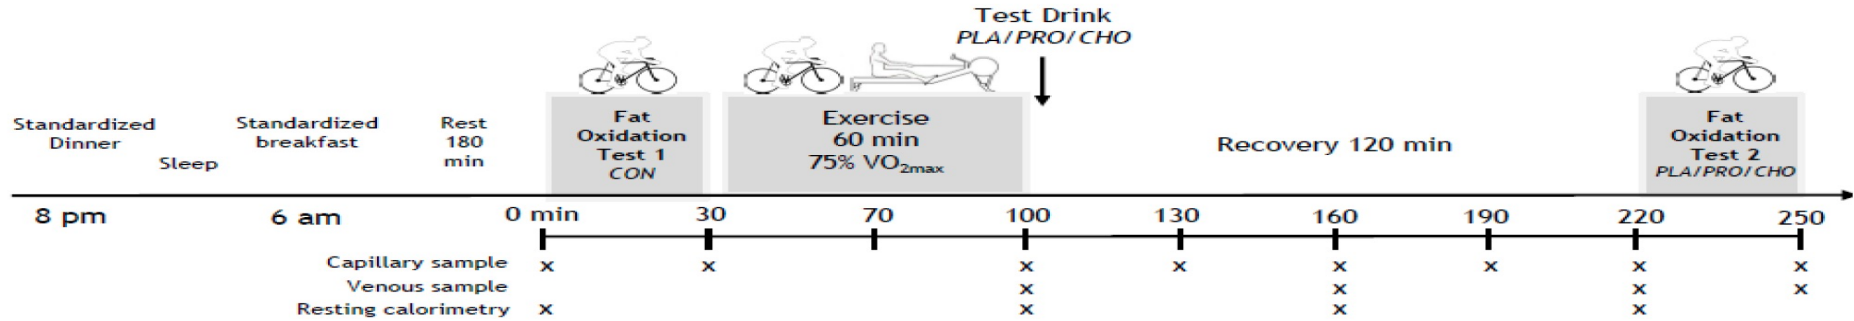 Test Drink
PLA/PRO/CHO
Standardized
Dinner
Sleep
Standardized
breakfast
Rest
180
min
Fat
Oxidation
Test 1
CON
Exercise
60 min
75% VO2max
Recovery 120 min
Fat
Oxidation
Test 2
PLA/PRO/CHO
8 pm 6 am 0 min 30 70 100 130 160 190 220 250
Capillary sample x x x x x x x x
Venous sample x x x x
Resting calorimetry x x x x